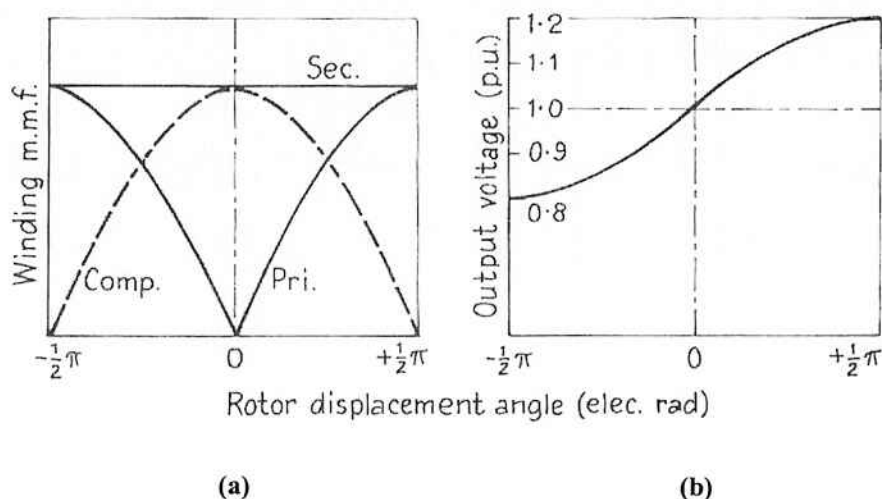 Winding m.m.f.
Sec.
Comp.
Pri.
-½π
0
+½π
Output voltage (p.u.)
1·2
1·1
1·0
0·9
0·8
-½π
0
+½π
Rotor displacement angle (elec. rad)
(a)
(b)